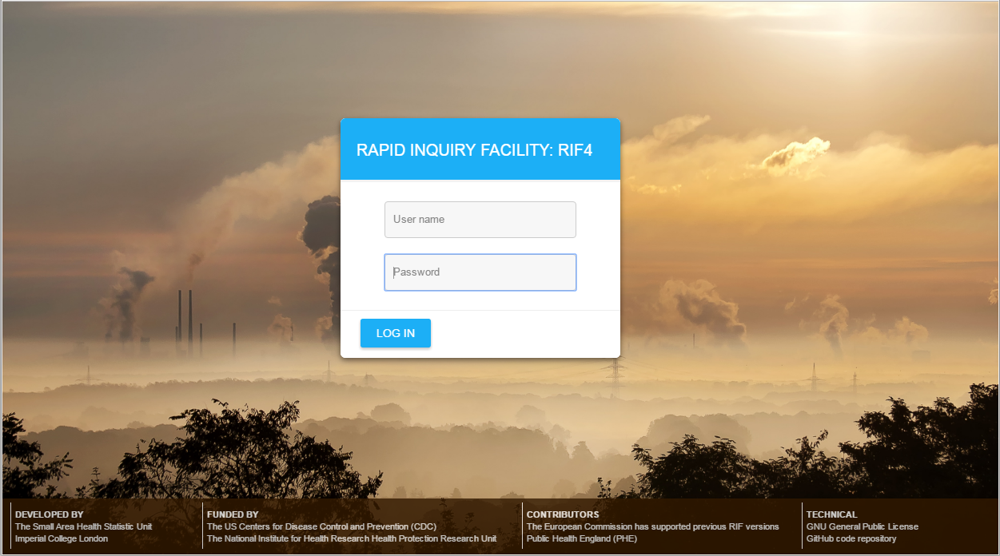 RAPID INQUIRY FACILITY: RIF4
User name
Password
LOG IN
DEVELOPED BY
The Small Area Health Statistic Unit
Imperial College London
FUNDED BY
The US Centers for Disease Control and Prevention (CDC)
The National Institute for Health Research Health Protection Research Unit
CONTRIBUTORS
The European Commission has supported previous RIF versions
Public Health England (PHE)
TECHNICAL
GNU General Public License
GitHub code repository